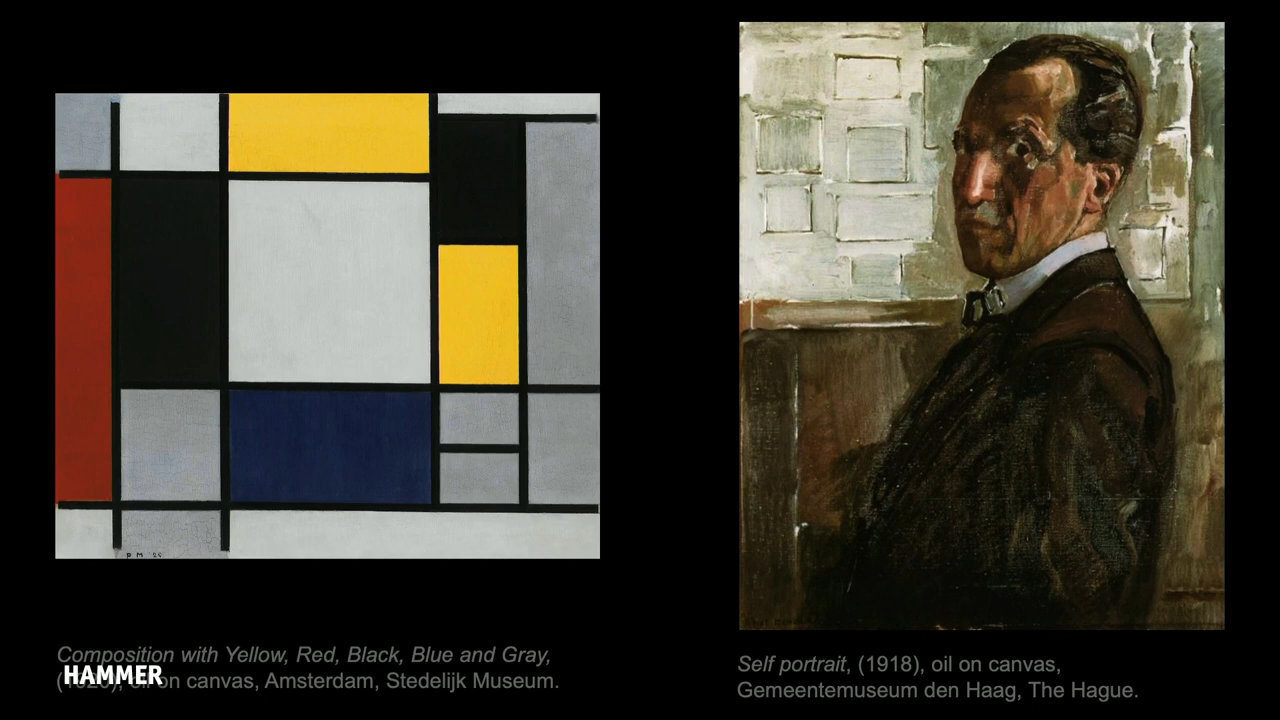 P M 20
Composition with Yellow, Red, Black, Blue and Gray,
on canvas, Amsterdam, Stedelijk Museum.
HAMMER
Self portrait, (1918), oil on canvas,
Gemeentemuseum den Haag, The Hague.